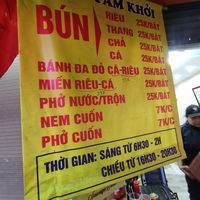 TÂM KHÔI
BÚN
RIÊU 25K/BÁT
THANG 25K/BÁT
CHẢ 25K/BÁT
CÁ 25K/BÁT
BÁNH ĐA ĐỎ CÁ-RIÊU 25K/BÁT
MIẾN RIÊU-CÁ 25K/BÁT
PHỞ NƯỚC/TRỘN 25K/BÁT
NEM CUỐN 7K/C
PHỞ CUỐN 7K/C
THỜI GIAN: SÁNG TỪ 6H30 - 2H
CHIỀU TỪ 16H30 - 20H30